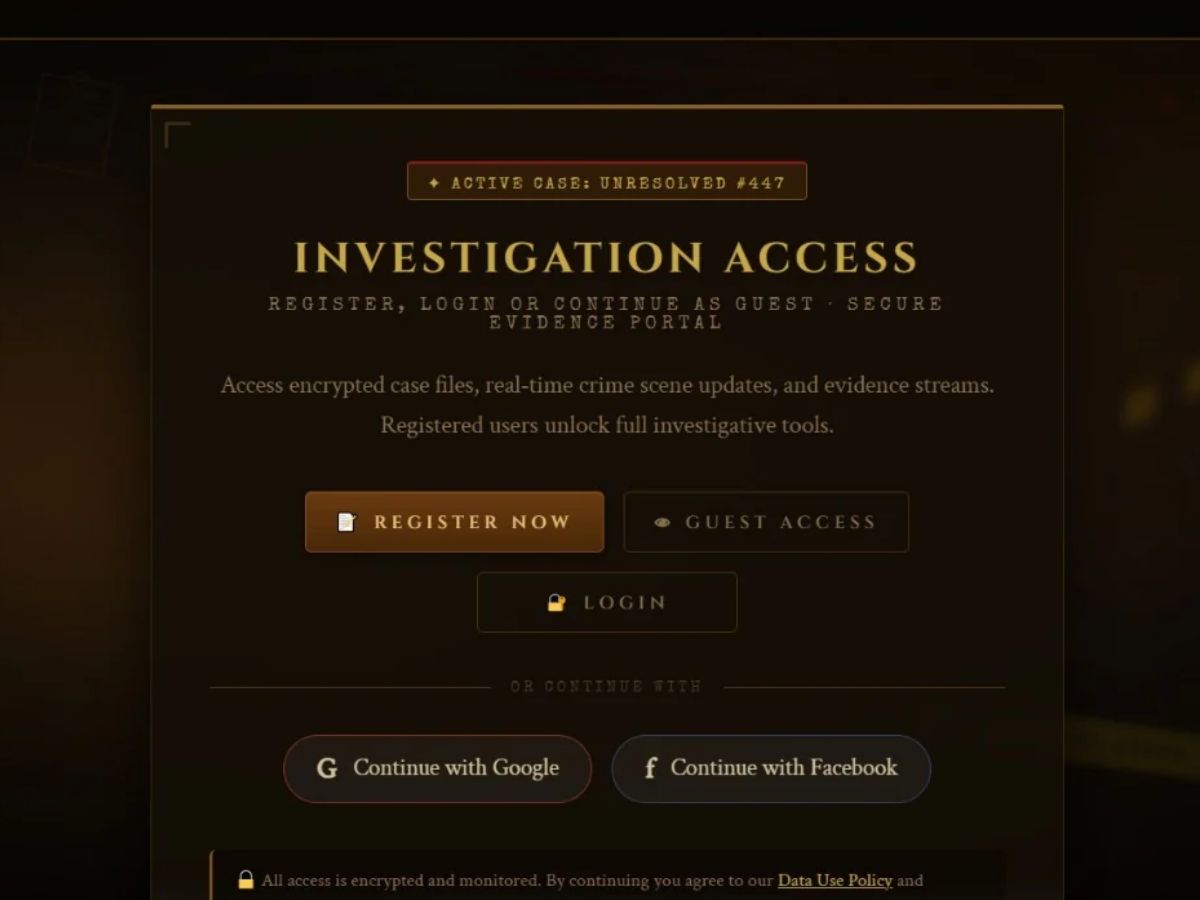 ✦ ACTIVE CASE: UNRESOLVED #447
INVESTIGATION ACCESS
REGISTER, LOGIN OR CONTINUE AS GUEST · SECURE
EVIDENCE PORTAL
Access encrypted case files, real-time crime scene updates, and evidence streams.
Registered users unlock full investigative tools.
📝 REGISTER NOW
👁 GUEST ACCESS
🔐 LOGIN
OR CONTINUE WITH
G Continue with Google
f Continue with Facebook
🔒 All access is encrypted and monitored. By continuing you agree to our Data Use Policy and